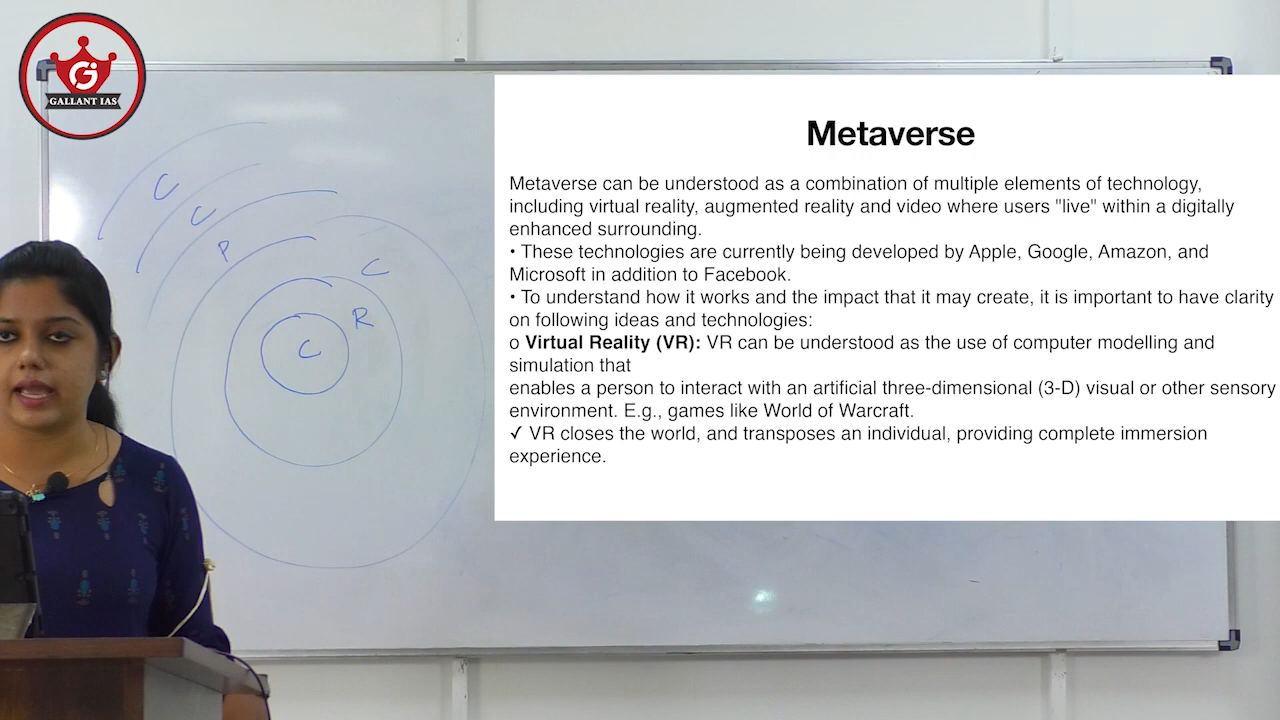 Gi
GALLANT IAS
C
C
P
C
R
C
Metaverse
Metaverse can be understood as a combination of multiple elements of technology,
including virtual reality, augmented reality and video where users "live" within a digitally
enhanced surrounding.
• These technologies are currently being developed by Apple, Google, Amazon, and
Microsoft in addition to Facebook.
• To understand how it works and the impact that it may create, it is important to have clarity
on following ideas and technologies:
o Virtual Reality (VR): VR can be understood as the use of computer modelling and
simulation that
enables a person to interact with an artificial three-dimensional (3-D) visual or other sensory
environment. E.g., games like World of Warcraft.
✓ VR closes the world, and transposes an individual, providing complete immersion
experience.